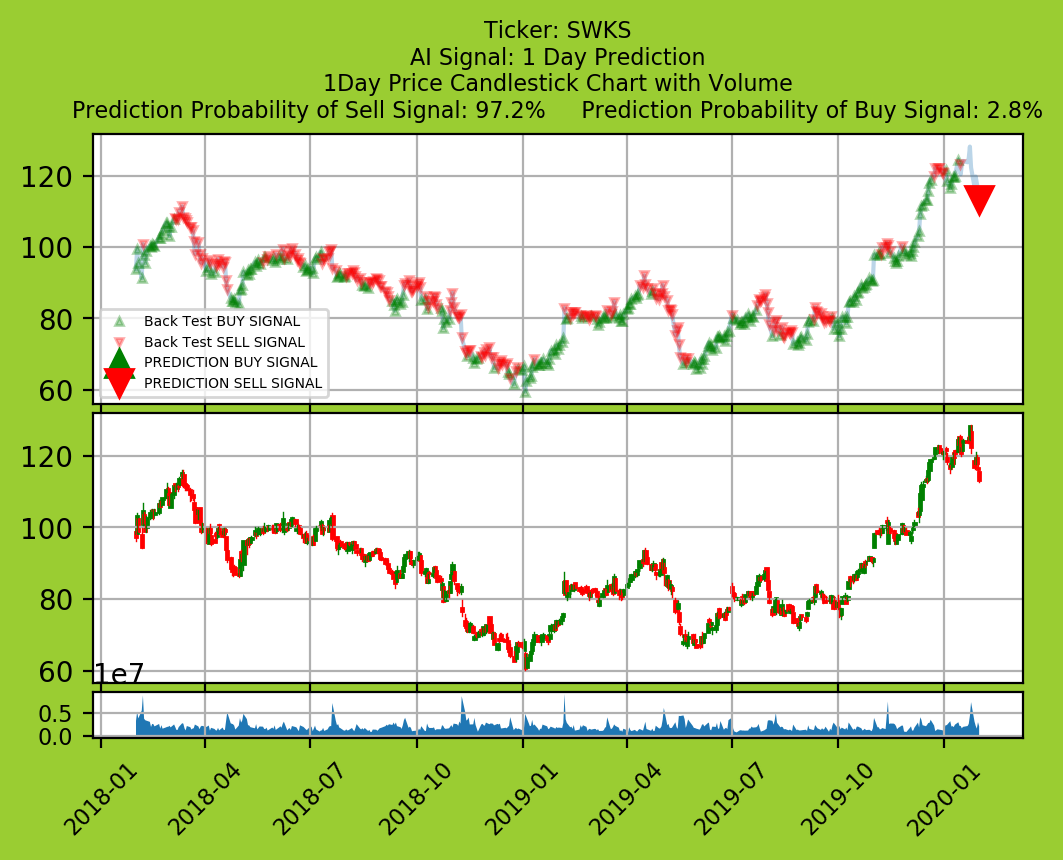 Ticker: SWKS
AI Signal: 1 Day Prediction
1Day Price Candlestick Chart with Volume
Prediction Probability of Sell Signal: 97.2%     Prediction Probability of Buy Signal: 2.8%
120
100
80
60
Back Test BUY SIGNAL
Back Test SELL SIGNAL
PREDICTION BUY SIGNAL
PREDICTION SELL SIGNAL
120
100
80
60
1e7
0.5
0.0
2018-01 2018-04 2018-07 2018-10 2019-01 2019-04 2019-07 2019-10 2020-01